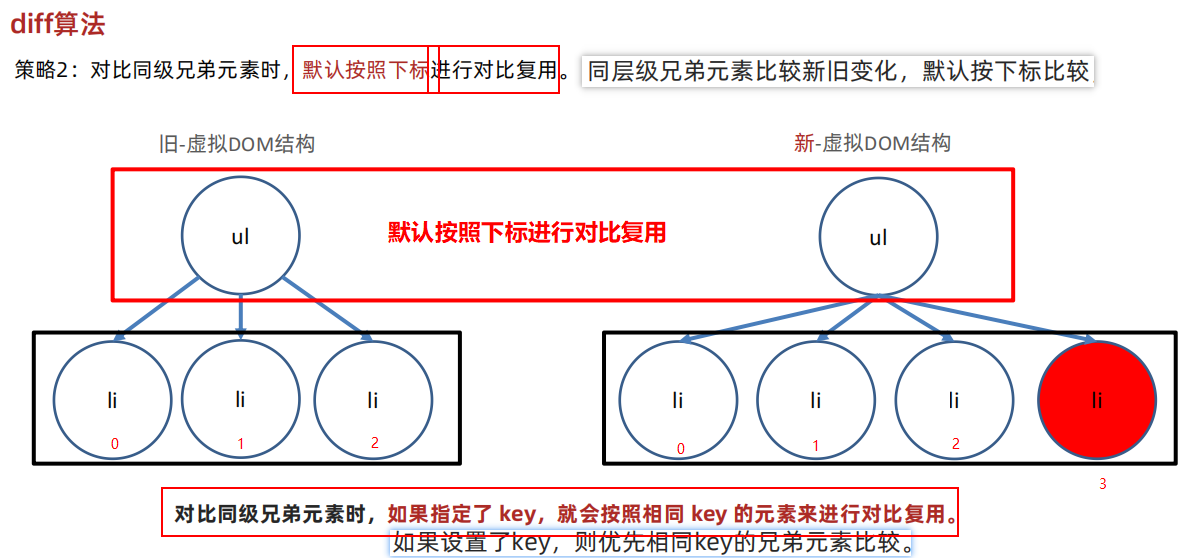 diff算法
策略2：对比同级兄弟元素时，默认按照下标进行对比复用。 同层级兄弟元素比较新旧变化，默认按下标比较
旧-虚拟DOM结构 新-虚拟DOM结构
ul 默认按照下标进行对比复用 ul
li li li li li li li
0 1 2 0 1 2
3
对比同级兄弟元素时，如果指定了 key，就会按照相同 key 的元素来进行对比复用。
如果设置了key，则优先相同key的兄弟元素比较。